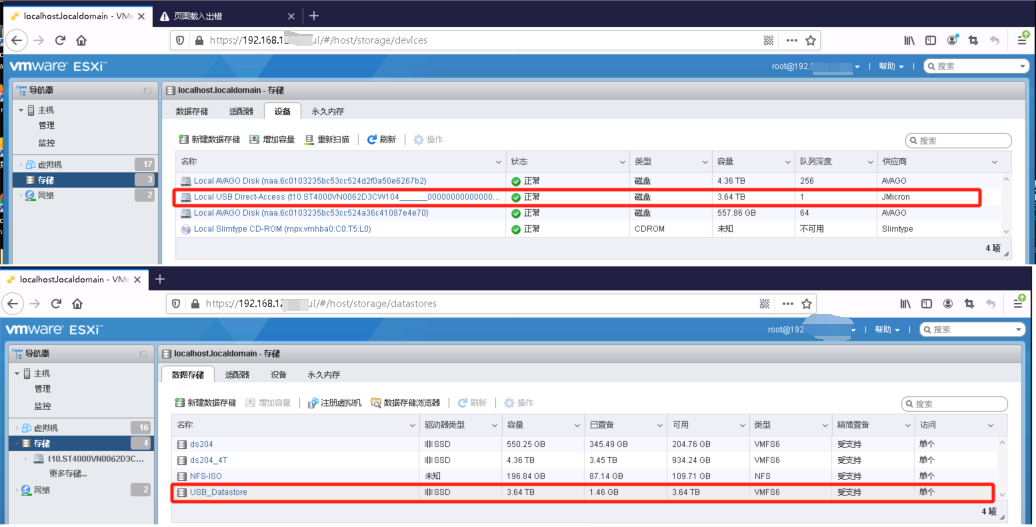 localhost.localdomain - VM
页面载入出错
https://192.168.1 ui/#/host/storage/devices
vmware ESXi
root@192.
帮助
搜索
导航器
localhost.localdomain - 存储
主机
管理
监控
虚拟机 17
存储 3
网络 2
数据存储 适配器 设备 永久内存
新建数据存储 增加容量 重新扫描 刷新 操作
搜索
名称 状态 类型 容量 队列深度 供应商
Local AVAGO Disk (naa.6c0103235bc53cc524d2f0a50e6267b2) 正常 磁盘 4.36 TB 256 AVAGO
Local USB Direct-Access (t10.ST4000VN0062D3CW104______00000000000000... 正常 磁盘 3.64 TB 1 JMicron
Local AVAGO Disk (naa.6c0103235bc53cc524a36c41087e4e70) 正常 磁盘 557.86 GB 64 AVAGO
Local Slimtype CD-ROM (mpx.vmhba0:C0:T5:L0) 正常 CDROM 未知 不可用 Slimtype
4 项
localhost.localdomain - VM
https://192.168.1 ui/#/host/storage/datastores
vmware ESXi
root@192
帮助
搜索
导航器
localhost.localdomain - 存储
主机
管理
监控
虚拟机 16
存储 4
t10.ST4000VN0062D3C...
更多存储...
网络 2
数据存储 适配器 设备 永久内存
新建数据存储 增加容量 注册虚拟机 数据存储浏览器 刷新 操作
搜索
名称 驱动器类型 容量 已置备 可用 类型 精简置备 访问
ds204 非SSD 550.25 GB 345.49 GB 204.76 GB VMFS6 受支持 单个
ds204_4T 非SSD 4.36 TB 3.45 TB 934.24 GB VMFS6 受支持 单个
NFS-ISO 未知 196.84 GB 87.14 GB 109.71 GB NFS 受支持 单个
USB_Datastore 非SSD 3.64 TB 1.46 GB 3.64 TB VMFS6 受支持 单个
4 项